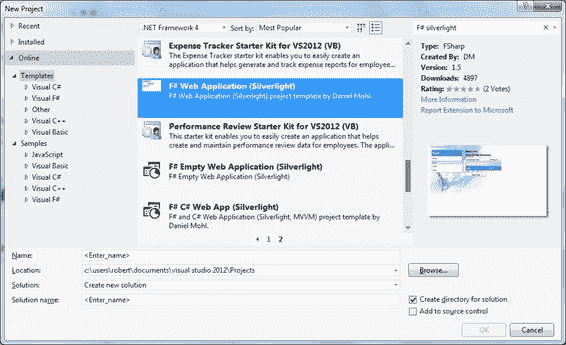 New Project
Recent
Installed
Online
Templates
Visual C#
FSharp
Other
Visual C++
Visual Basic
Samples
JavaScript
Visual Basic
Visual C#
Visual C++
Visual F#
.NET Framework 4
Sort by: Most Popular
Expense Tracker Starter Kit for VS2012 (VB)
The Expense Tracker Starter Kit enables you to easily create an
application that helps generate and track expense reports for employee...
F# Web Application (Silverlight)
F# Web Application (Silverlight) project template by Daniel Mohl.
Performance Review Starter Kit for VS2012 (VB)
This starter kit enables you to easily create an application that helps
create and maintain performance review data for employees. The appli...
F# Empty Web Application (Silverlight)
F# Empty Web Application (Silverlight)
F# C# Web App (Silverlight)
F# and C# Web Application (Silverlight, MVVM) project template by
Daniel Mohl.
1 2
F# silverlight
Type: FSharp
Created By: DM
Version: 1.5
Downloads: 4897
Rating: (2 Votes)
More Information
Report Extension to Microsoft
Name: <Enter_name>
Location: c:\users\robert\documents\visual studio 2012\Projects
Browse...
Solution: Create new solution
Solution name: <Enter_name>
Create directory for solution
Add to source control
OK
Cancel